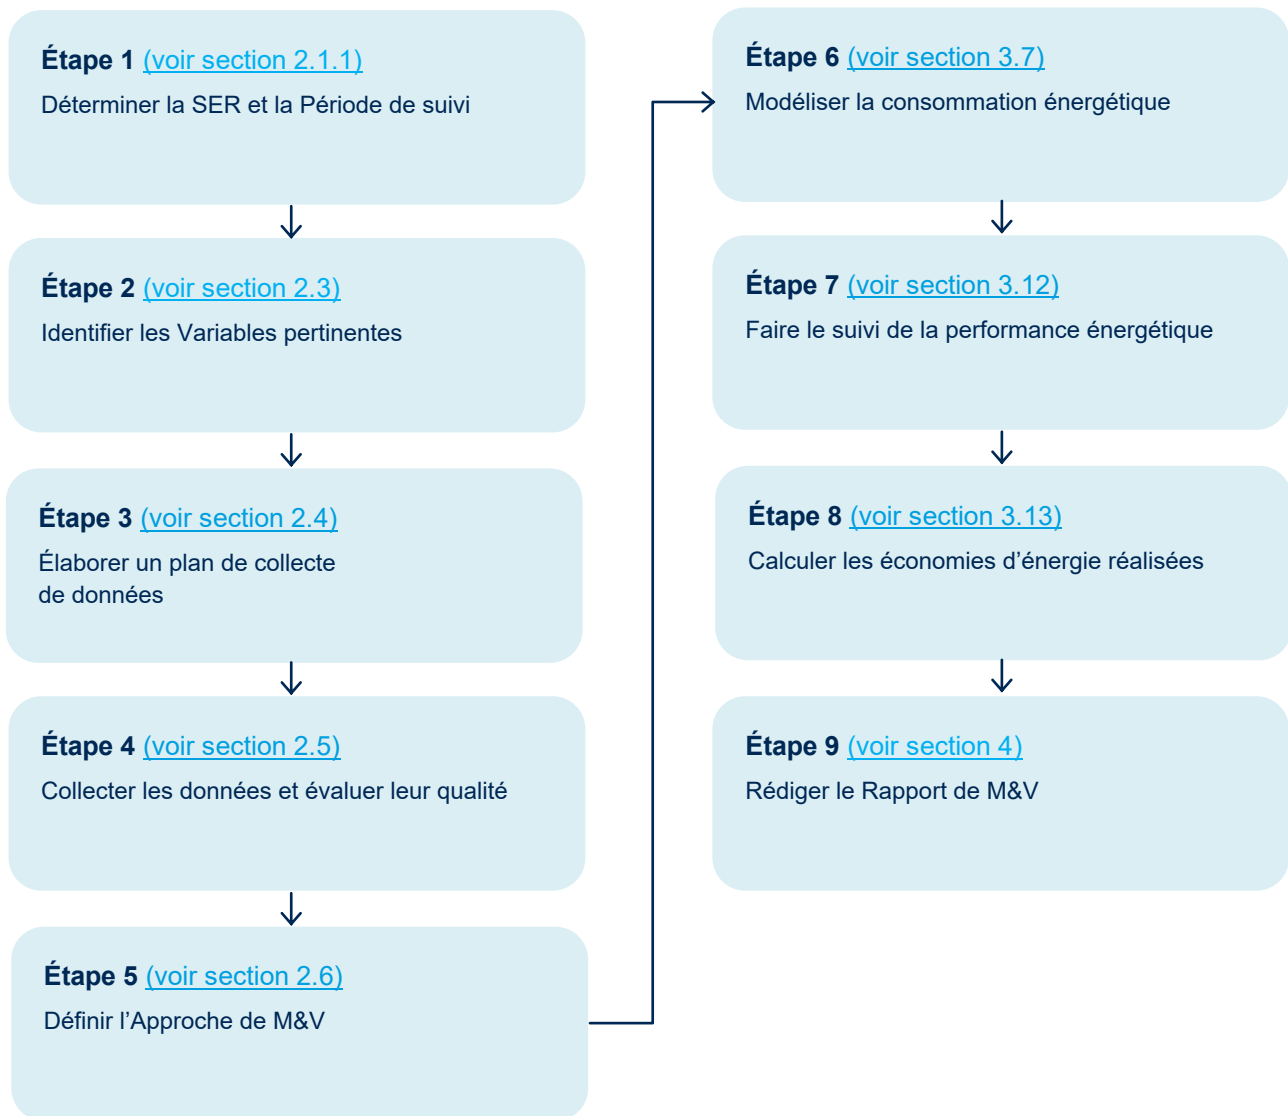 Étape 1 (voir section 2.1.1)
Déterminer la SER et la Période de suivi
Étape 2 (voir section 2.3)
Identifier les Variables pertinentes
Étape 3 (voir section 2.4)
Élaborer un plan de collecte
de données
Étape 4 (voir section 2.5)
Collecter les données et évaluer leur qualité
Étape 5 (voir section 2.6)
Définir l’Approche de M&V
Étape 6 (voir section 3.7)
Modéliser la consommation énergétique
Étape 7 (voir section 3.12)
Faire le suivi de la performance énergétique
Étape 8 (voir section 3.13)
Calculer les économies d’énergie réalisées
Étape 9 (voir section 4)
Rédiger le Rapport de M&V